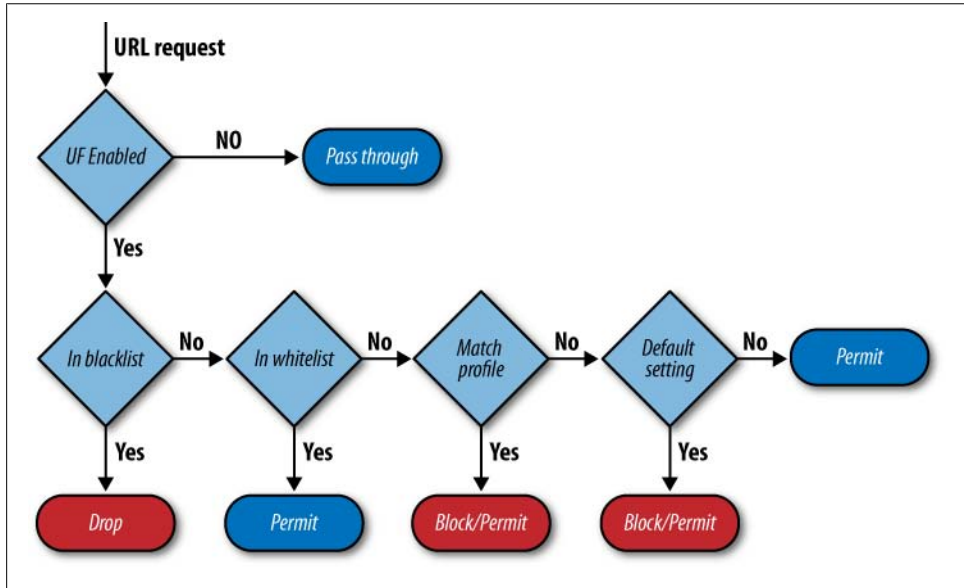 URL request
UF Enabled
NO
Pass through
Yes
In blacklist
No
In whitelist
No
Match
profile
No
Default
setting
No
Permit
Yes
Yes
Yes
Yes
Drop
Permit
Block/Permit
Block/Permit